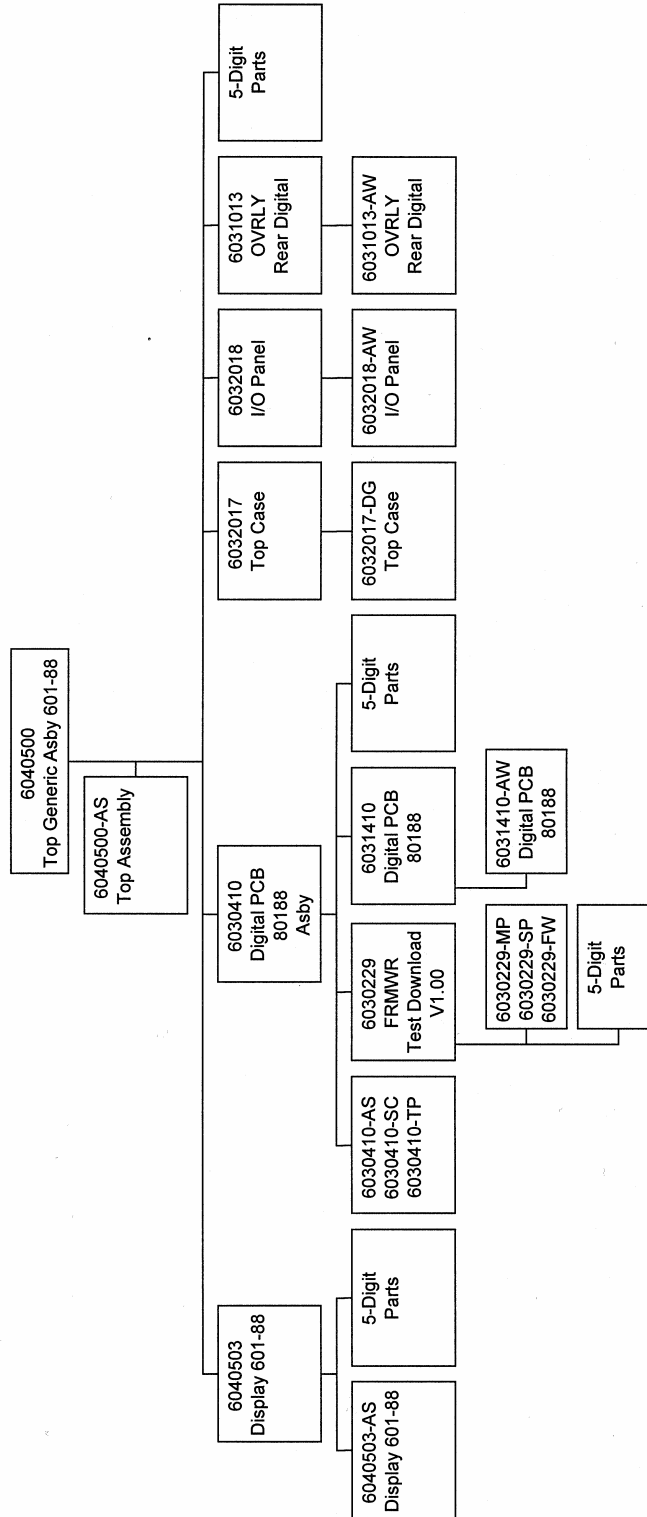 6040500
Top Generic Asby 601-88
6040500-AS
Top Assembly
6040503
Display 601-88
6030410
Digital PCB
80188
Asby
6032017
Top Case
6032018
I/O Panel
6031013
OVRLY
Rear Digital
5-Digit
Parts
6040503-AS
Display 601-88
5-Digit
Parts
6030410-AS
6030410-SC
6030410-TP
6030229
FRMWR
Test Download
V1.00
6031410
Digital PCB
80188
5-Digit
Parts
6032017-DG
Top Case
6032018-AW
I/O Panel
6031013-AW
OVRLY
Rear Digital
6030229-MP
6030229-SP
6030229-FW
6031410-AW
Digital PCB
80188
5-Digit
Parts